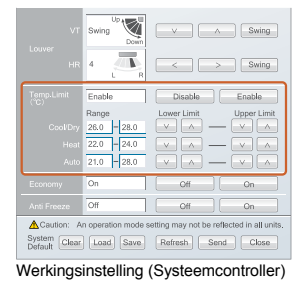 Up
VT Swing Down ∨ ∧ Swing
Louver
HR 4 L R < > Swing
Temp.Limit (°C) Enable Disable Enable
Range Lower Limit Upper Limit
Cool/Dry 26.0 - 28.0 ∨ ∧ — ∨ ∧
Heat 22.0 - 24.0 ∨ ∧ — ∨ ∧
Auto 21.0 - 28.0 ∨ ∧ — ∨ ∧
Economy On Off On
Anti Freeze Off Off On
Caution: An operation mode setting may not be reflected in all units.
System Default Clear Load Save Refresh Send Close
Werkingsinstelling (Systeemcontroller)